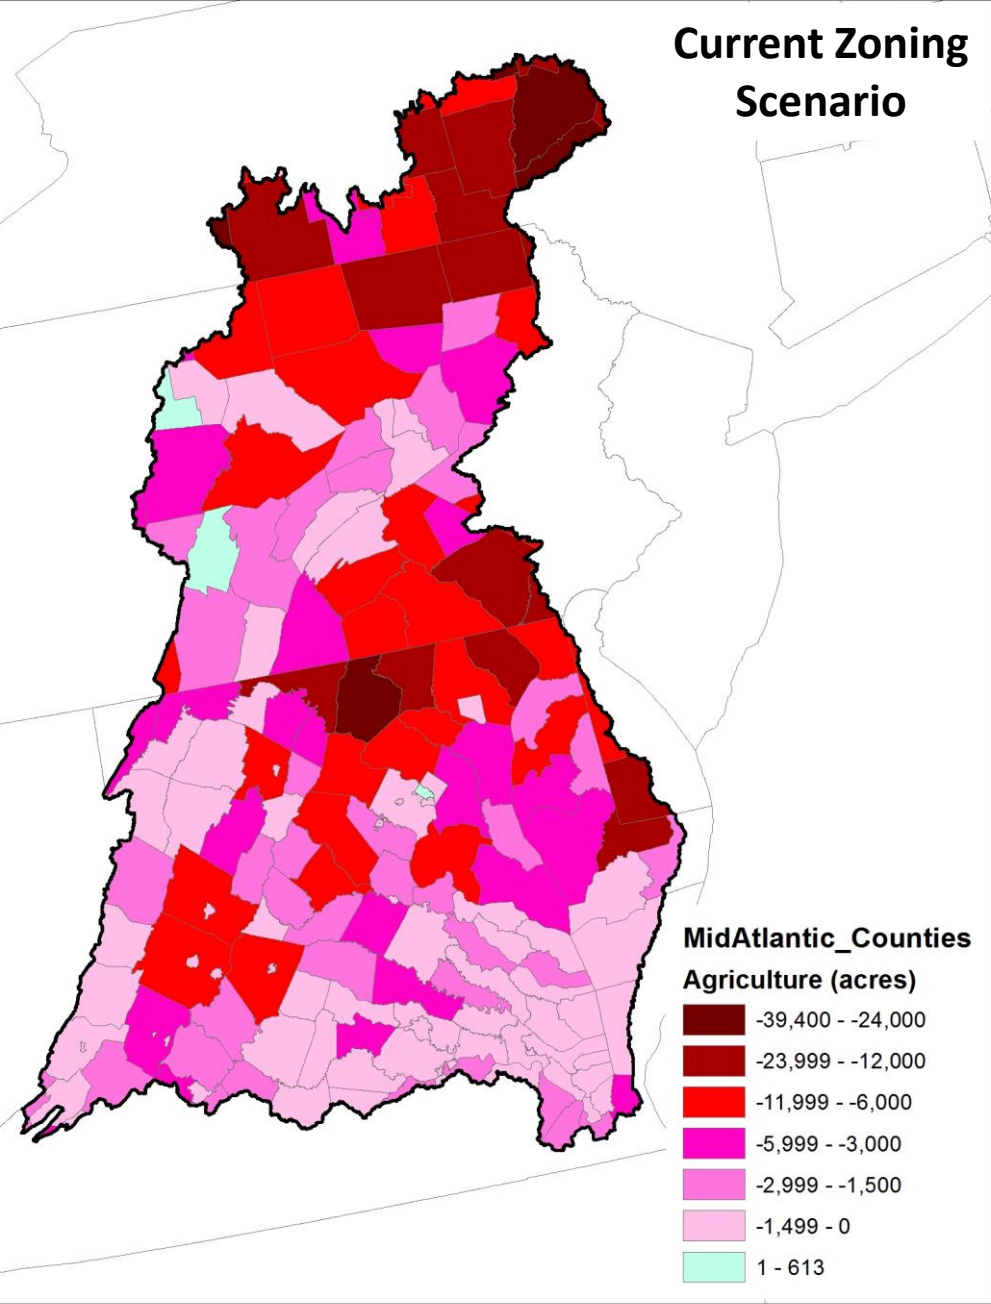 Current Zoning
Scenario
MidAtlantic_Counties
Agriculture (acres)
-39,400 - -24,000
-23,999 - -12,000
-11,999 - -6,000
-5,999 - -3,000
-2,999 - -1,500
-1,499 - 0
1 - 613